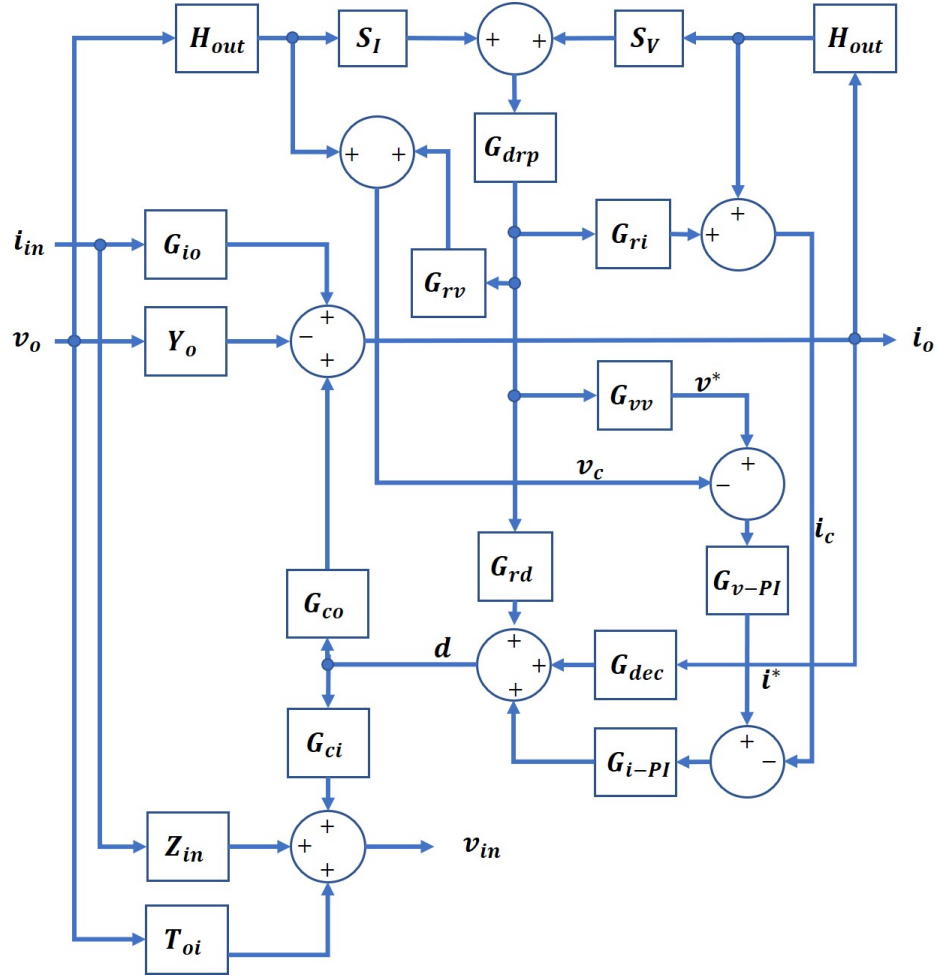 H_out
S_I
+ +
S_V
H_out
+ +
G_drp
i_in
G_io
G_rv
G_ri
+
+
v_o
Y_o
+
−
+
i_o
G_vv
v*
+
−
v_c
i_c
G_rd
G_v−PI
G_co
d
+
+
+
G_dec
i*
G_ci
G_i−PI
+
−
Z_in
+
+
+
v_in
T_oi